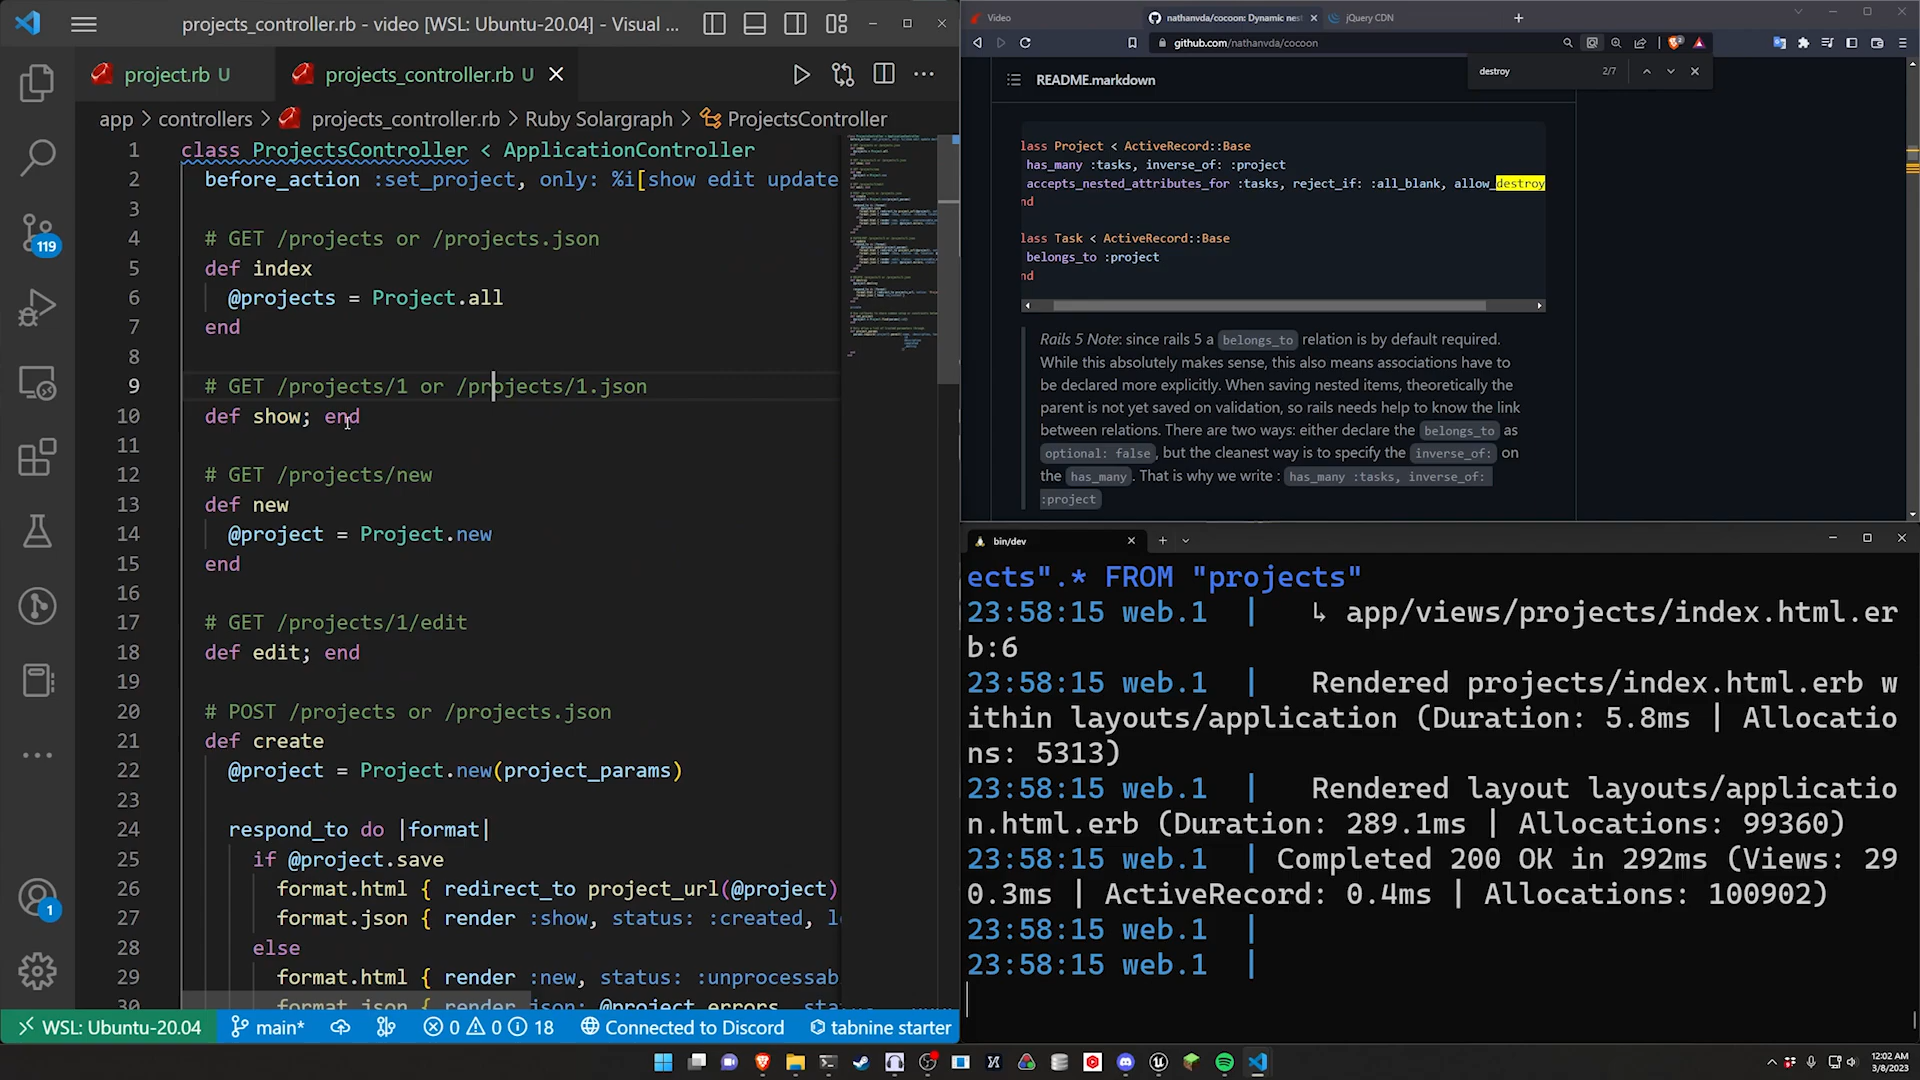 projects_controller.rb - video [WSL: Ubuntu-20.04] - Visual ...
project.rb U
projects_controller.rb U
app > controllers > projects_controller.rb > Ruby Solargraph > ProjectsController
1 class ProjectsController < ApplicationController
2 before_action :set_project, only: %i[show edit update
3
4 # GET /projects or /projects.json
5 def index
6 @projects = Project.all
7 end
8
9 # GET /projects/1 or /projects/1.json
10 def show; end
11
12 # GET /projects/new
13 def new
14 @project = Project.new
15 end
16
17 # GET /projects/1/edit
18 def edit; end
19
20 # POST /projects or /projects.json
21 def create
22 @project = Project.new(project_params)
23
24 respond_to do |format|
25 if @project.save
26 format.html { redirect_to project_url(@project)
27 format.json { render :show, status: :created, l
28 else
29 format.html { render :new, status: :unprocessab
30 format.json { render json: @project.errors, sta
119
1
WSL: Ubuntu-20.04 main* 0 0 18 Connected to Discord tabnine starter
Video
nathanvda/cocoon: Dynamic nes
jQuery CDN
github.com/nathanvda/cocoon
destroy 2/7
README.markdown
lass Project < ActiveRecord::Base
has_many :tasks, inverse_of: :project
accepts_nested_attributes_for :tasks, reject_if: :all_blank, allow_destroy
nd
lass Task < ActiveRecord::Base
belongs_to :project
nd
Rails 5 Note: since rails 5 a belongs_to relation is by default required.
While this absolutely makes sense, this also means associations have to
be declared more explicitly. When saving nested items, theoretically the
parent is not yet saved on validation, so rails needs help to know the link
between relations. There are two ways: either declare the belongs_to as
optional: false, but the cleanest way is to specify the inverse_of: on
the has_many. That is why we write : has_many :tasks, inverse_of:
:project
bin/dev
ects".* FROM "projects"
23:58:15 web.1 | ↳ app/views/projects/index.html.er
b:6
23:58:15 web.1 | Rendered projects/index.html.erb w
ithin layouts/application (Duration: 5.8ms | Allocatio
ns: 5313)
23:58:15 web.1 | Rendered layout layouts/applicatio
n.html.erb (Duration: 289.1ms | Allocations: 99360)
23:58:15 web.1 | Completed 200 OK in 292ms (Views: 29
0.3ms | ActiveRecord: 0.4ms | Allocations: 100902)
23:58:15 web.1 |
23:58:15 web.1 |
12:02 AM
3/8/2023